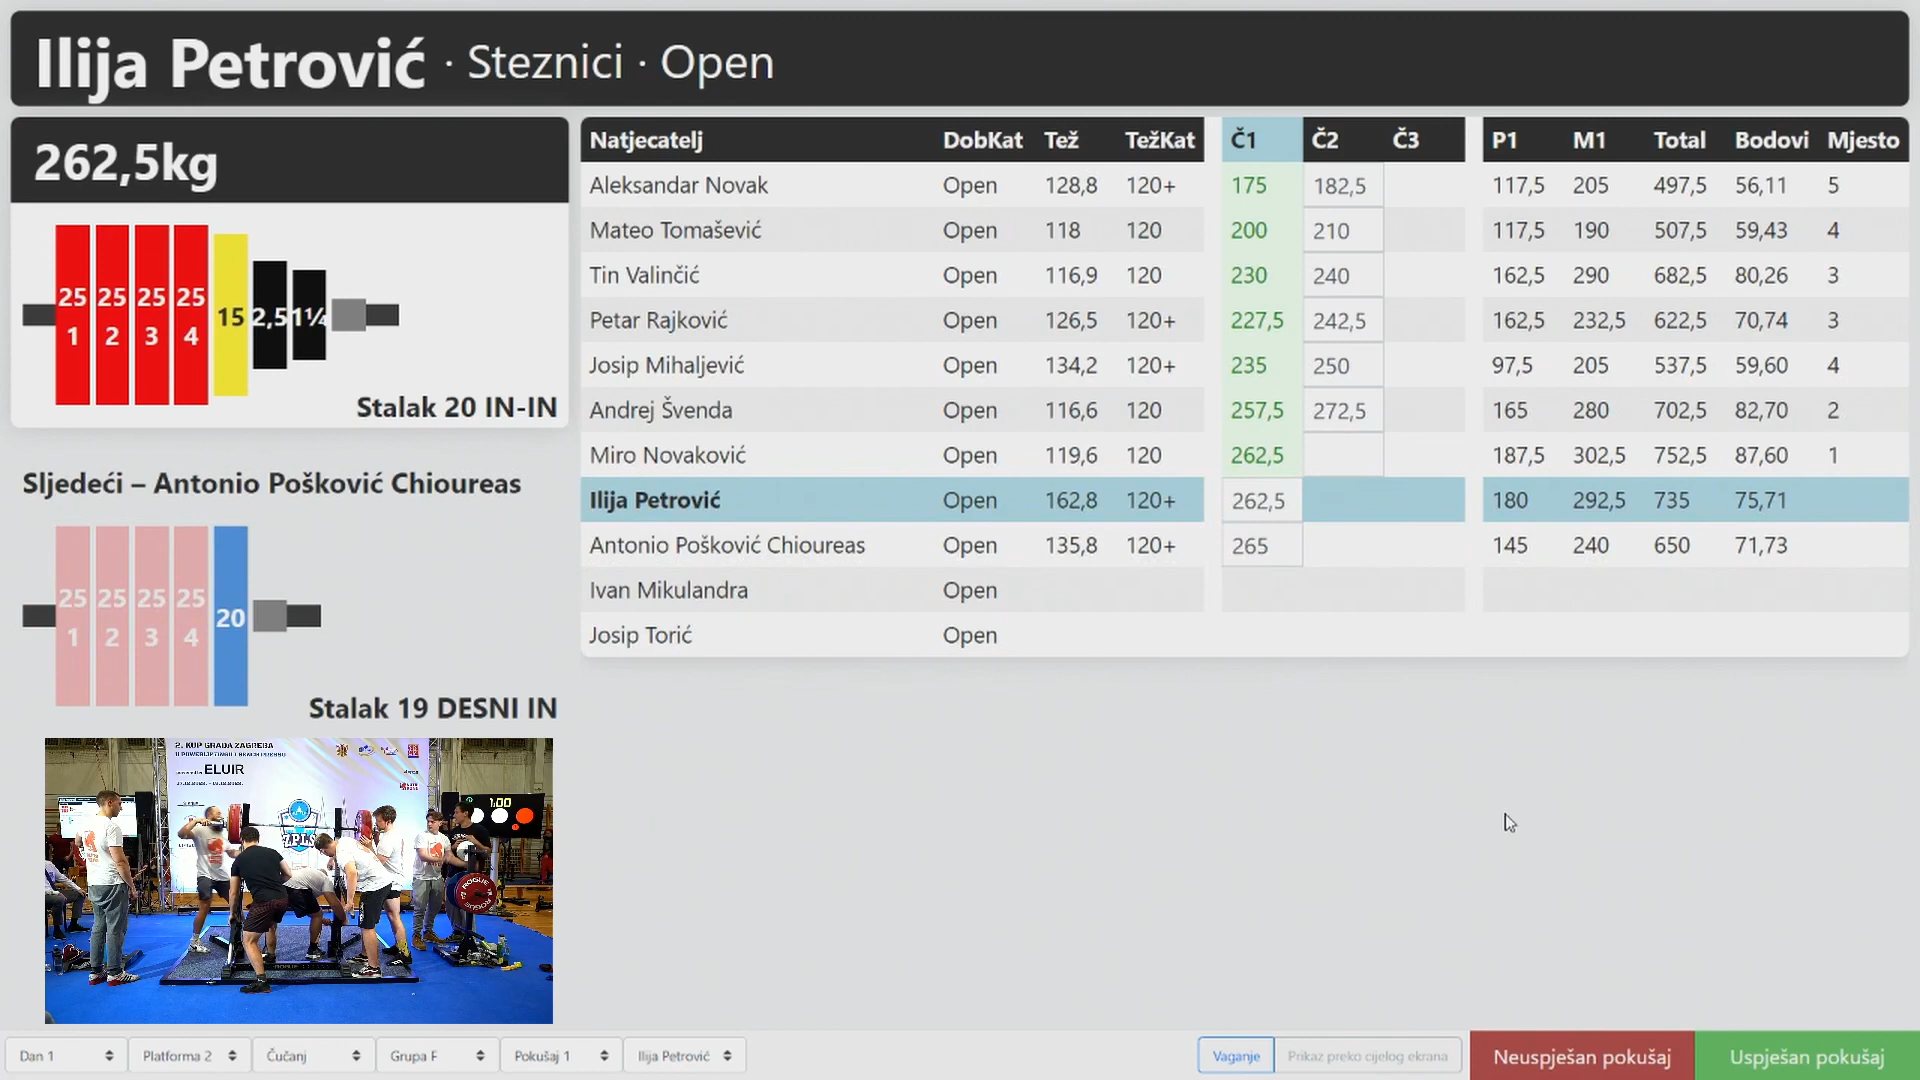 Ilija Petrović · Steznici · Open
262,5kg
25 25 25 25 15 2,5 1¼
1 2 3 4
Stalak 20 IN-IN
Sljedeći – Antonio Pošković Chioureas
25 25 25 25 20
1 2 3 4
Stalak 19 DESNI IN
2. KUP GRADA ZAGREBA
U POWERLIFTINGU I BENCH PRESSU
ELUIR
1:00
ZPLS
ROGUE
Natjecatelj DobKat Tež TežKat Č1 Č2 Č3 P1 M1 Total Bodovi Mjesto
Aleksandar Novak Open 128,8 120+ 175 182,5 117,5 205 497,5 56,11 5
Mateo Tomašević Open 118 120 200 210 117,5 190 507,5 59,43 4
Tin Valinčić Open 116,9 120 230 240 162,5 290 682,5 80,26 3
Petar Rajković Open 126,5 120+ 227,5 242,5 162,5 232,5 622,5 70,74 3
Josip Mihaljević Open 134,2 120+ 235 250 97,5 205 537,5 59,60 4
Andrej Švenda Open 116,6 120 257,5 272,5 165 280 702,5 82,70 2
Miro Novaković Open 119,6 120 262,5 187,5 302,5 752,5 87,60 1
Ilija Petrović Open 162,8 120+ 262,5 180 292,5 735 75,71
Antonio Pošković Chioureas Open 135,8 120+ 265 145 240 650 71,73
Ivan Mikulandra Open
Josip Torić Open
Dan 1 Platforma 2 Čučanj Grupa F Pokušaj 1 Ilija Petrović Vaganje Prikaz preko cijelog ekrana Neuspješan pokušaj Uspješan pokušaj